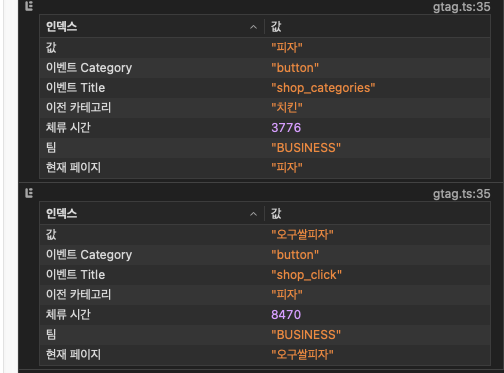 gtag.ts:35
인덱스 값
값 "피자"
이벤트 Category "button"
이벤트 Title "shop_categories"
이전 카테고리 "치킨"
체류 시간 3776
팀 "BUSINESS"
현재 페이지 "피자"
gtag.ts:35
인덱스 값
값 "오구쌀피자"
이벤트 Category "button"
이벤트 Title "shop_click"
이전 카테고리 "피자"
체류 시간 8470
팀 "BUSINESS"
현재 페이지 "오구쌀피자"